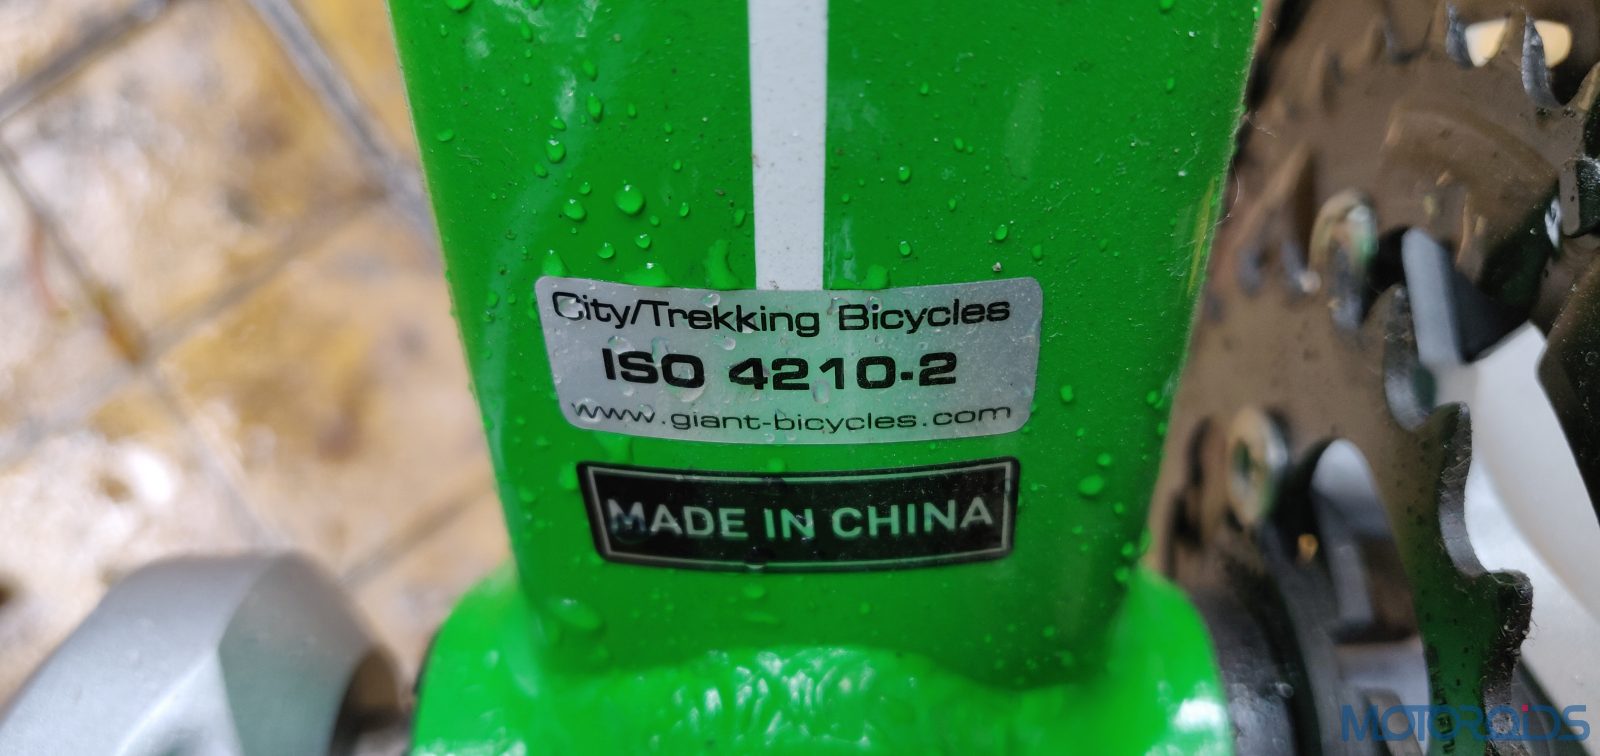 City/Trekking Bicycles
ISO 4210-2
www.giant-bicycles.com
MADE IN CHINA
MOTOROIDS